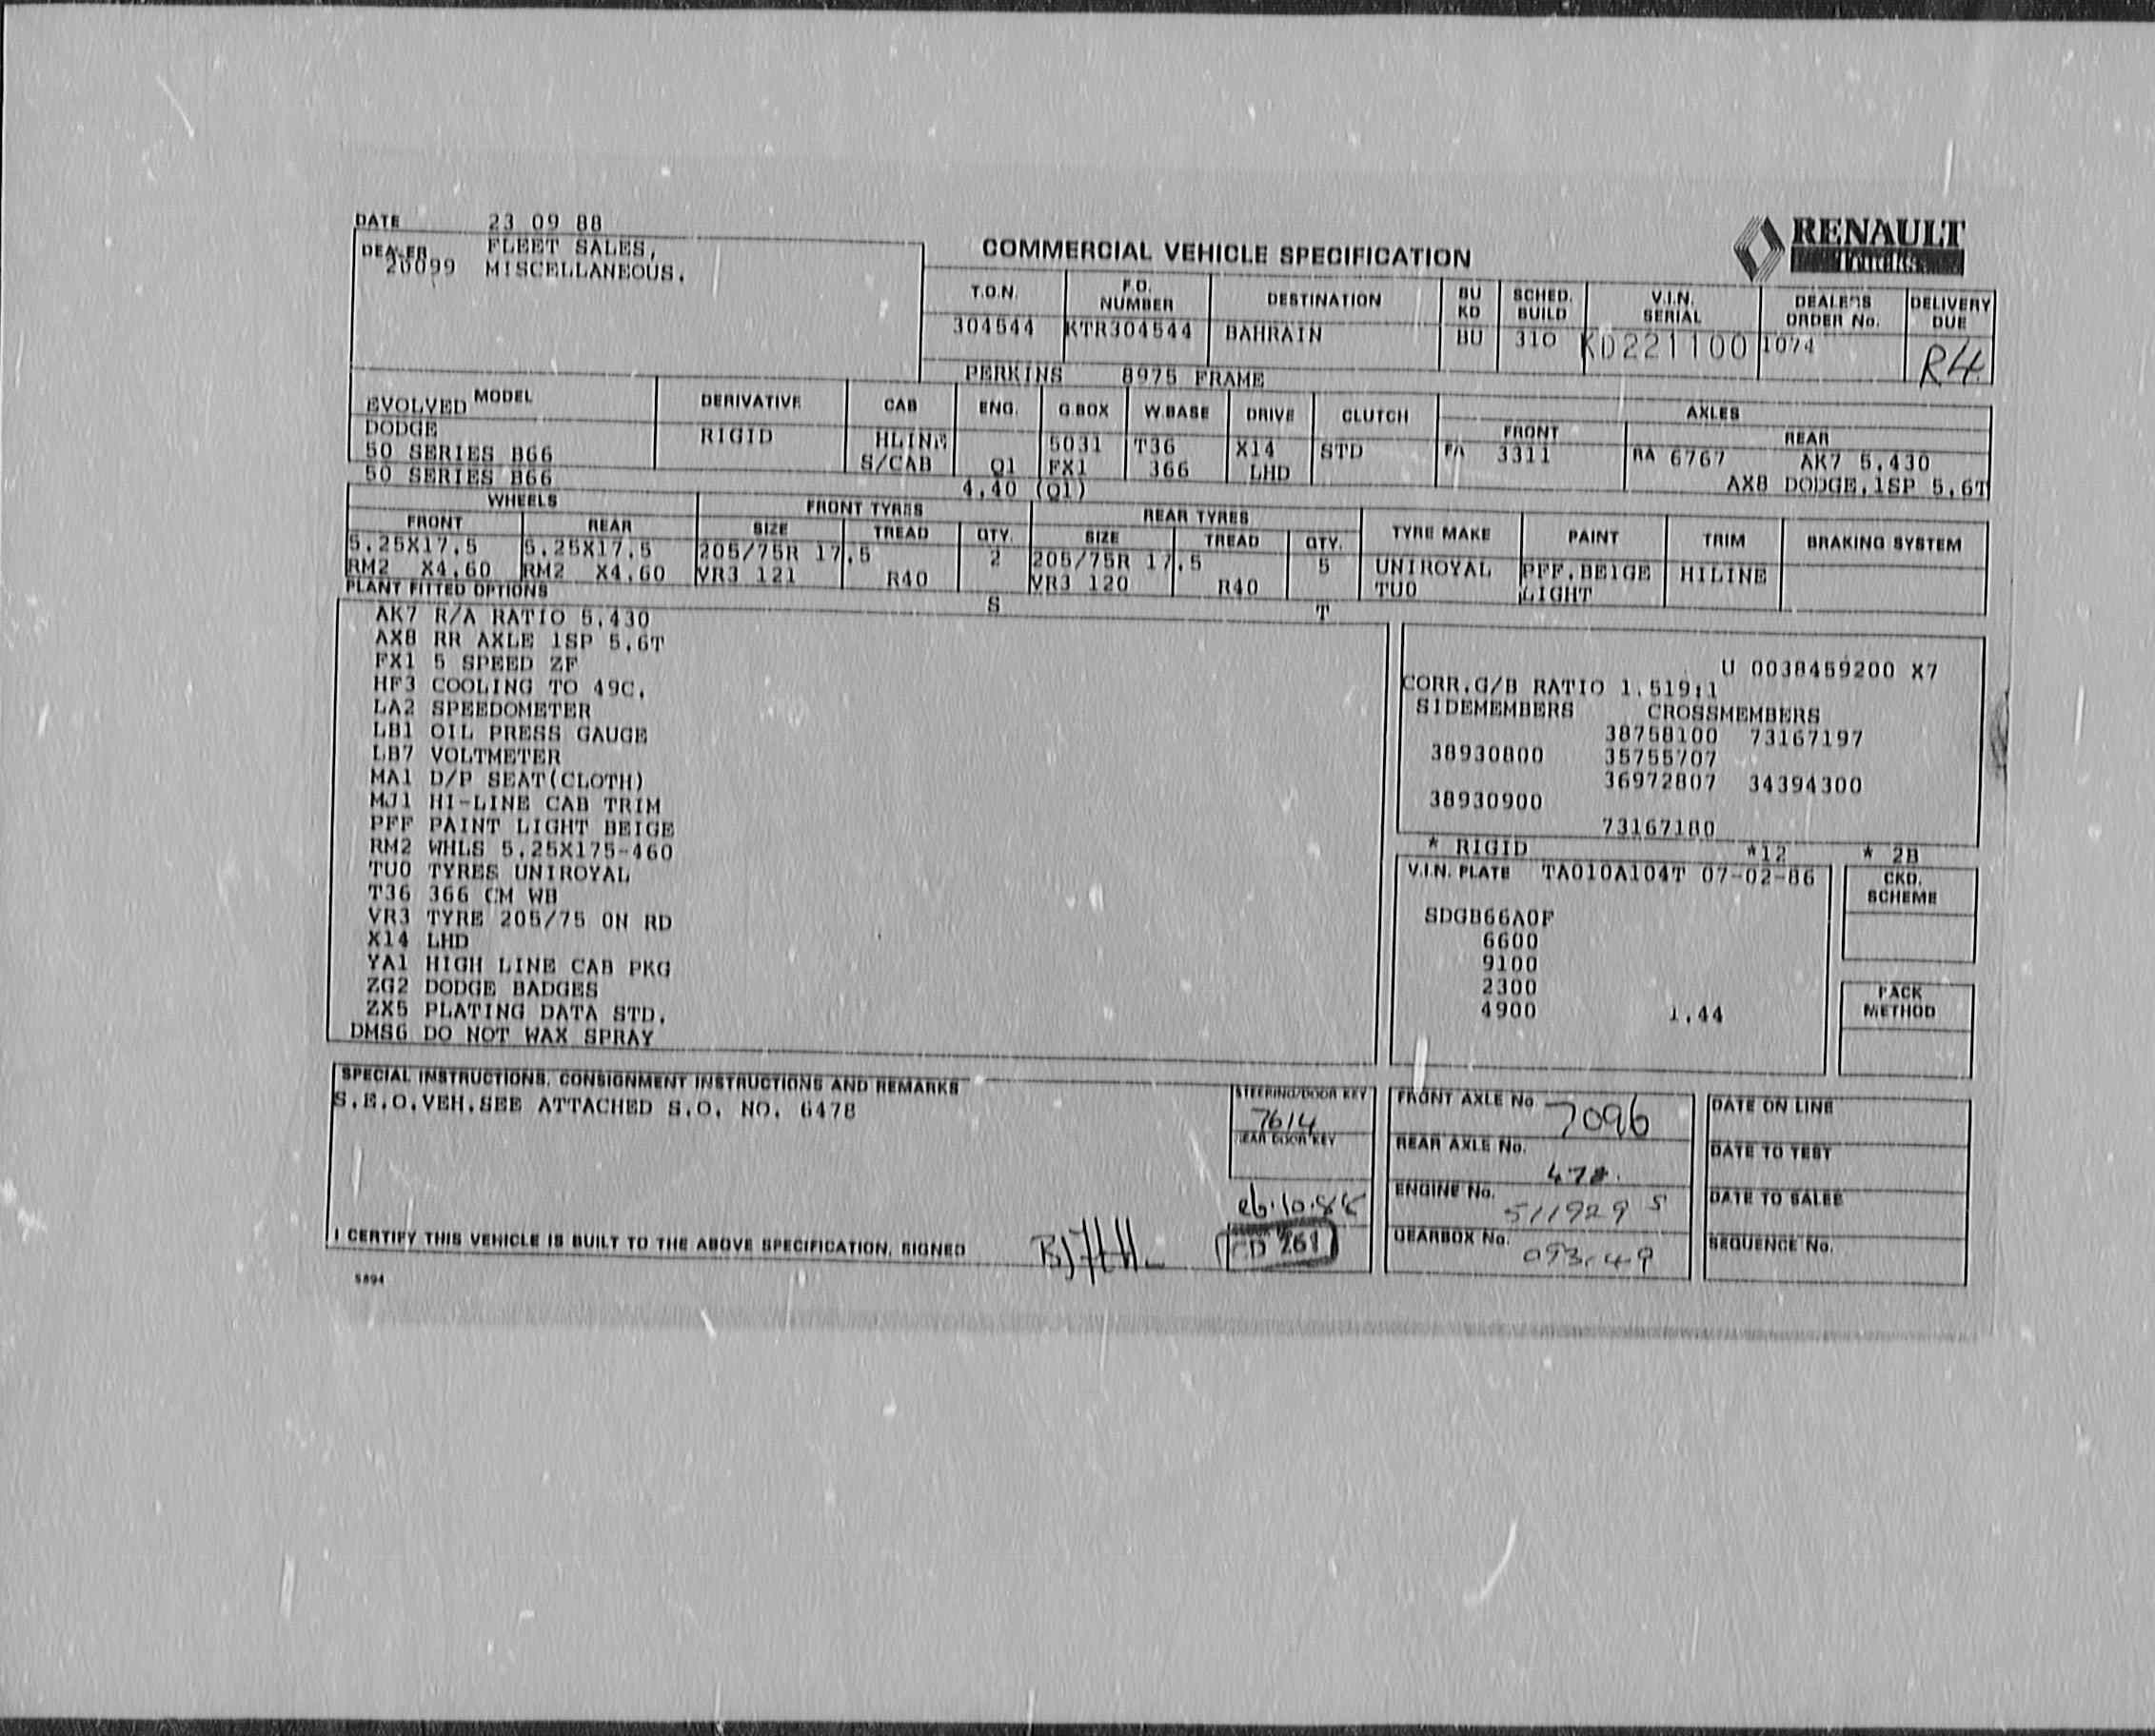 DATE 23 09 88
DEALER FLEET SALES,
20099 MISCELLANEOUS.
COMMERCIAL VEHICLE SPECIFICATION
RENAULT
Trucks
T.O.N. F.O. NUMBER DESTINATION BU KD SCHED. BUILD V.I.N. SERIAL DEALER'S ORDER No. DELIVERY DUE
304544 KTR304544 BAHRAIN BU 310 KD221100 1074 R4
PERKINS 8975 FRAME
MODEL DERIVATIVE CAB ENG. G.BOX W.BASE DRIVE CLUTCH AXLES
FRONT REAR
EVOLVED
DODGE RIGID HLINE 5031 T36 X14 STD FA 3311 RA 6767 AK7 5.430
50 SERIES B66 S/CAB Q1 FX1 366 LHD AX8 DODGE,1SP 5.6T
50 SERIES B66 4.40 (Q1)
WHEELS FRONT TYRES REAR TYRES TYRE MAKE PAINT TRIM BRAKING SYSTEM
FRONT REAR SIZE TREAD QTY. SIZE TREAD QTY.
5.25X17.5 5.25X17.5 205/75R 17.5 2 205/75R 17.5 5 UNIROYAL PFF.BEIGE HILINE
RM2 X4.60 RM2 X4.60 VR3 121 R40 VR3 120 R40 TU0 LIGHT
PLANT FITTED OPTIONS S T
AK7 R/A RATIO 5.430
AX8 RR AXLE 1SP 5.6T
FX1 5 SPEED ZF
HF3 COOLING TO 49C.
LA2 SPEEDOMETER
LB1 OIL PRESS GAUGE
LB7 VOLTMETER
MA1 D/P SEAT(CLOTH)
MJ1 HI-LINE CAB TRIM
PFF PAINT LIGHT BEIGE
RM2 WHLS 5.25X175-460
TU0 TYRES UNIROYAL
T36 366 CM WB
VR3 TYRE 205/75 ON RD
X14 LHD
YA1 HIGH LINE CAB PKG
ZG2 DODGE BADGES
ZX5 PLATING DATA STD.
DMSG DO NOT WAX SPRAY
U 0038459200 X7
CORR.G/B RATIO 1.519:1
SIDEMEMBERS CROSSMEMBERS
38758100 73167197
38930800 35755707
36972807 34394300
38930900
73167180
* RIGID *12 * 2B
V.I.N. PLATE TA010A104T 07-02-86
SDGB66A0F
6600
9100
2300
4900 1.44
CKD. SCHEME
PACK METHOD
SPECIAL INSTRUCTIONS, CONSIGNMENT INSTRUCTIONS AND REMARKS
S.E.O.VEH.SEE ATTACHED S.O. NO. 6478
STEERING/DOOR KEY
7614
REAR DOOR KEY
I CERTIFY THIS VEHICLE IS BUILT TO THE ABOVE SPECIFICATION, SIGNED
26.10.88
261
FRONT AXLE No 7096
REAR AXLE No.
ENGINE No. 511929 S
GEARBOX No. 093149
DATE ON LINE
DATE TO TEST
DATE TO SALES
SEQUENCE No.
5894